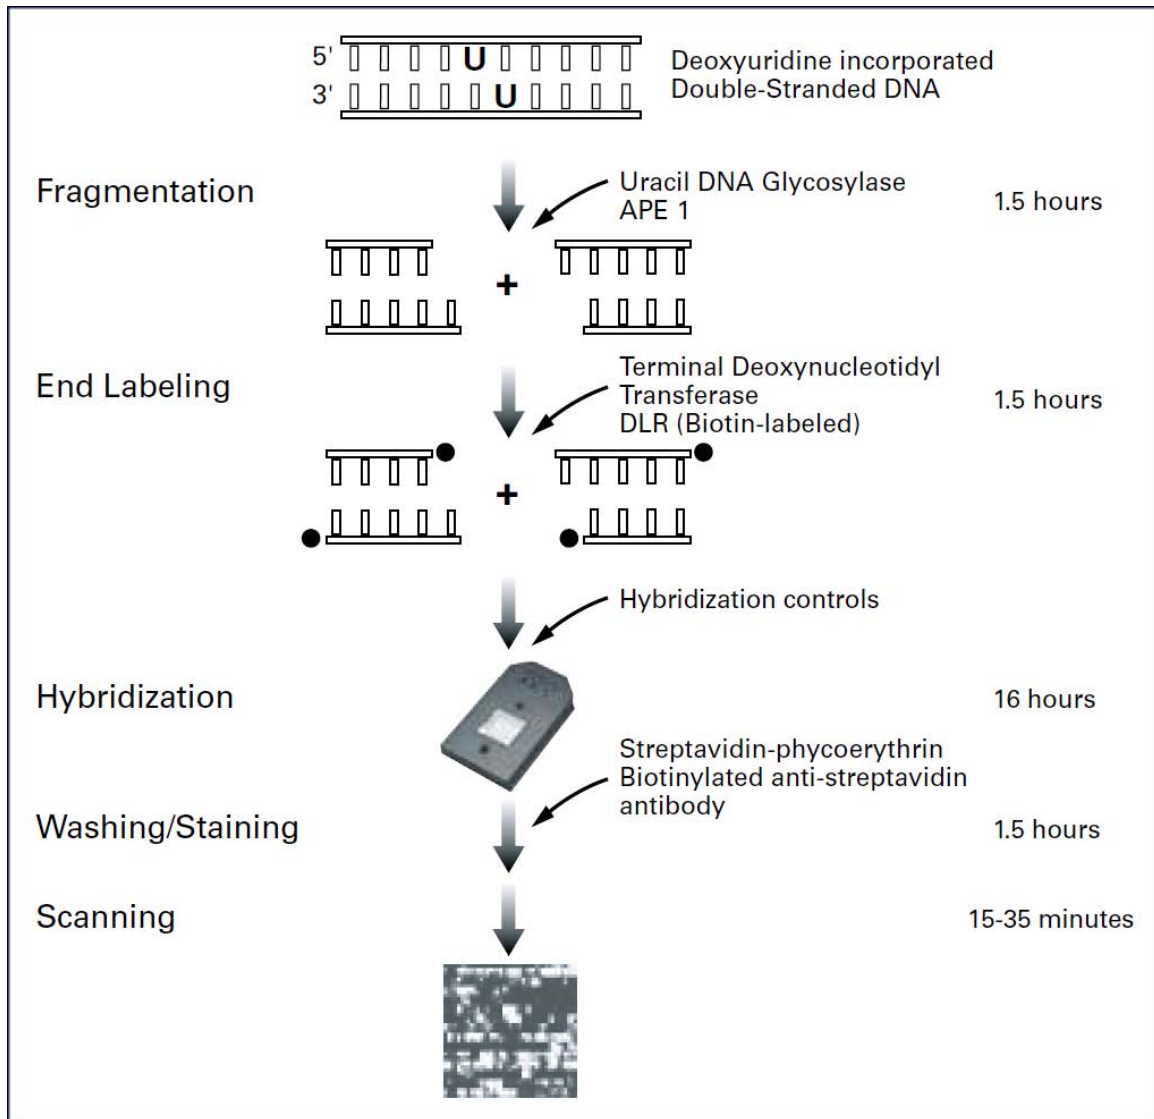 5'
U
Deoxyuridine incorporated
Double-Stranded DNA
3'
U
Fragmentation
Uracil DNA Glycosylase
APE 1
1.5 hours
+
End Labeling
Terminal Deoxynucleotidyl
Transferase
DLR (Biotin-labeled)
1.5 hours
+
Hybridization controls
Hybridization
16 hours
Streptavidin-phycoerythrin
Biotinylated anti-streptavidin
antibody
Washing/Staining
1.5 hours
Scanning
15-35 minutes